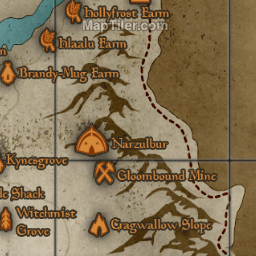 Hollyfrost Farm
MapTiler.com
Hlaalu Farm
Brandy-Mug Farm
Narzulbur
Kynesgrove
Gloombound Mine
Shack
Witchmist
Grove
Cragwallow Slope